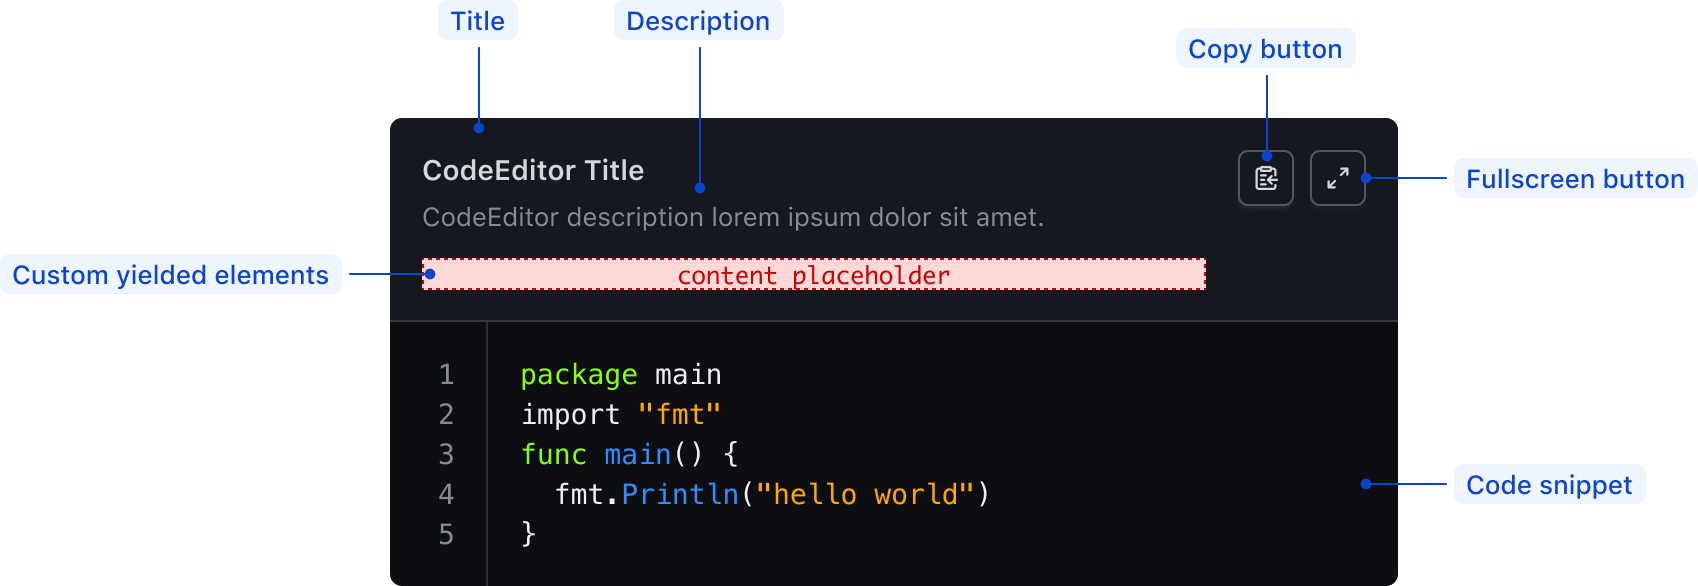 Title
Description
Copy button
CodeEditor Title
Fullscreen button
CodeEditor description lorem ipsum dolor sit amet.
Custom yielded elements
content placeholder
1 package main
2 import "fmt"
3 func main() {
4   fmt.Println("hello world")
Code snippet
5 }